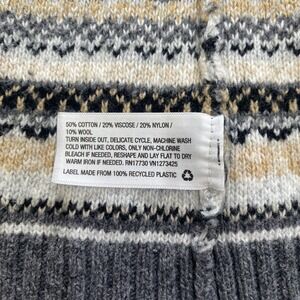 50% COTTON / 20% VISCOSE / 20% NYLON /
10% WOOL
TURN INSIDE OUT, DELICATE CYCLE, MACHINE WASH
COLD WITH LIKE COLORS, ONLY NON-CHLORINE
BLEACH IF NEEDED, RESHAPE AND LAY FLAT TO DRY
WARM IRON IF NEEDED. RN17730 VN1273425
LABEL MADE FROM 100% RECYCLED PLASTIC